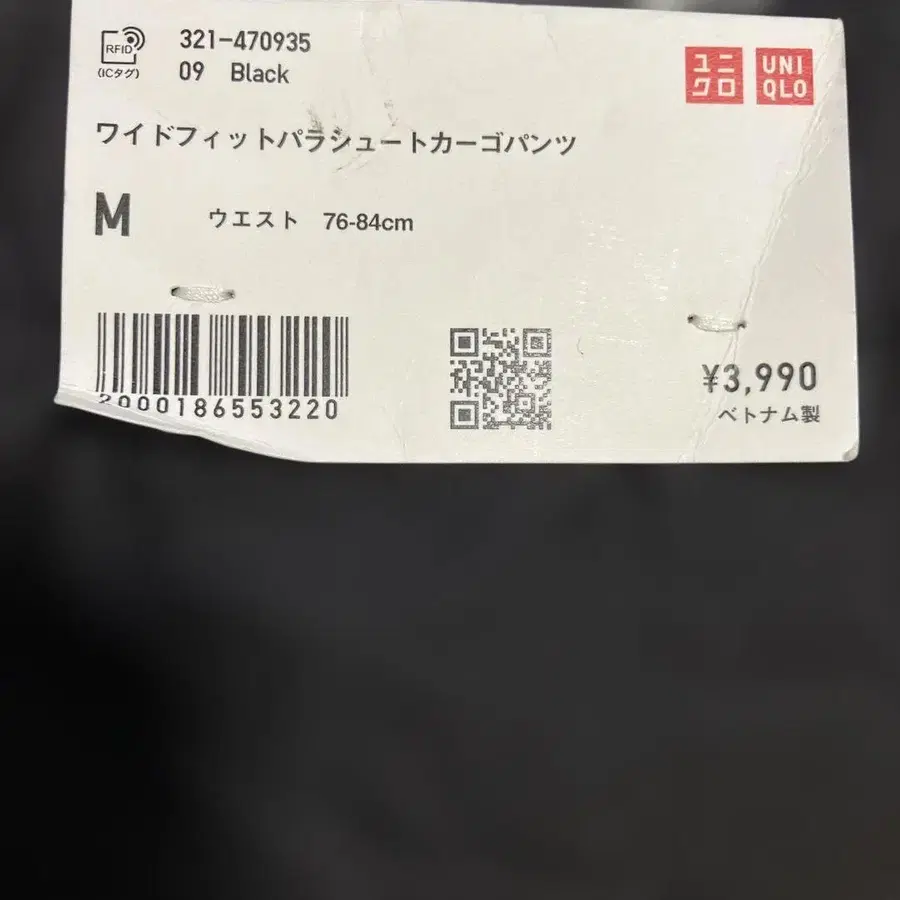 RFID
(ICタグ)
321-470935
09 Black
ユニ
クロ
UNI
QLO
ワイドフィットパラシュートカーゴパンツ
M ウエスト 76-84cm
2000186553220
¥3,990
ベトナム製